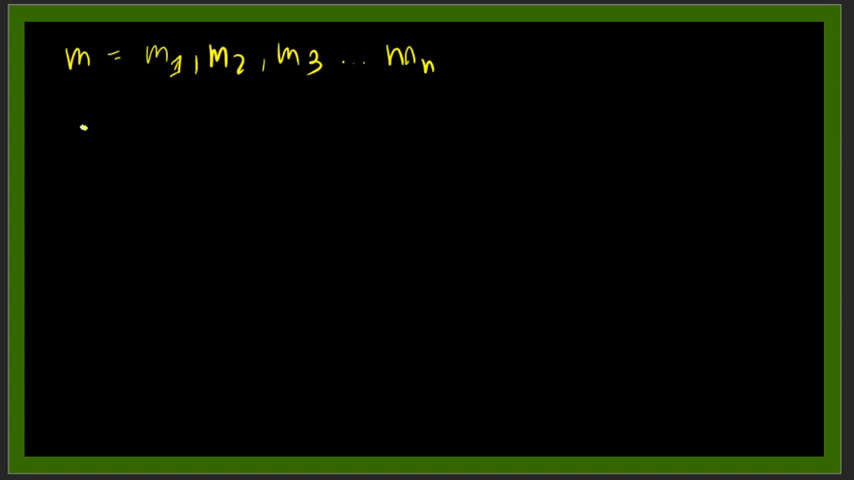 m = m1, m2, m3 ... mn